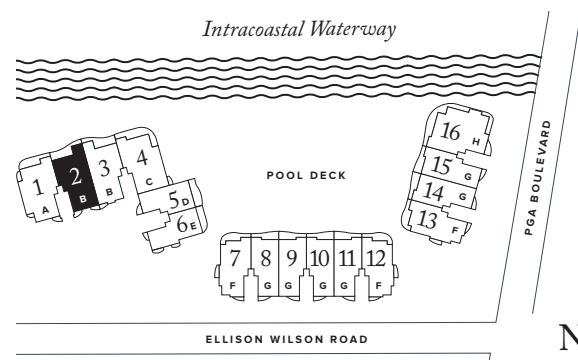 Intracoastal Waterway
PGA BOULEVARD
POOL DECK
1
A
2
B
3
B
4
C
5 D
6 E
7
F
8
G
9
G
10
G
11
G
12
F
13
F
14
G
15
G
16
H
ELLISON WILSON ROAD
N